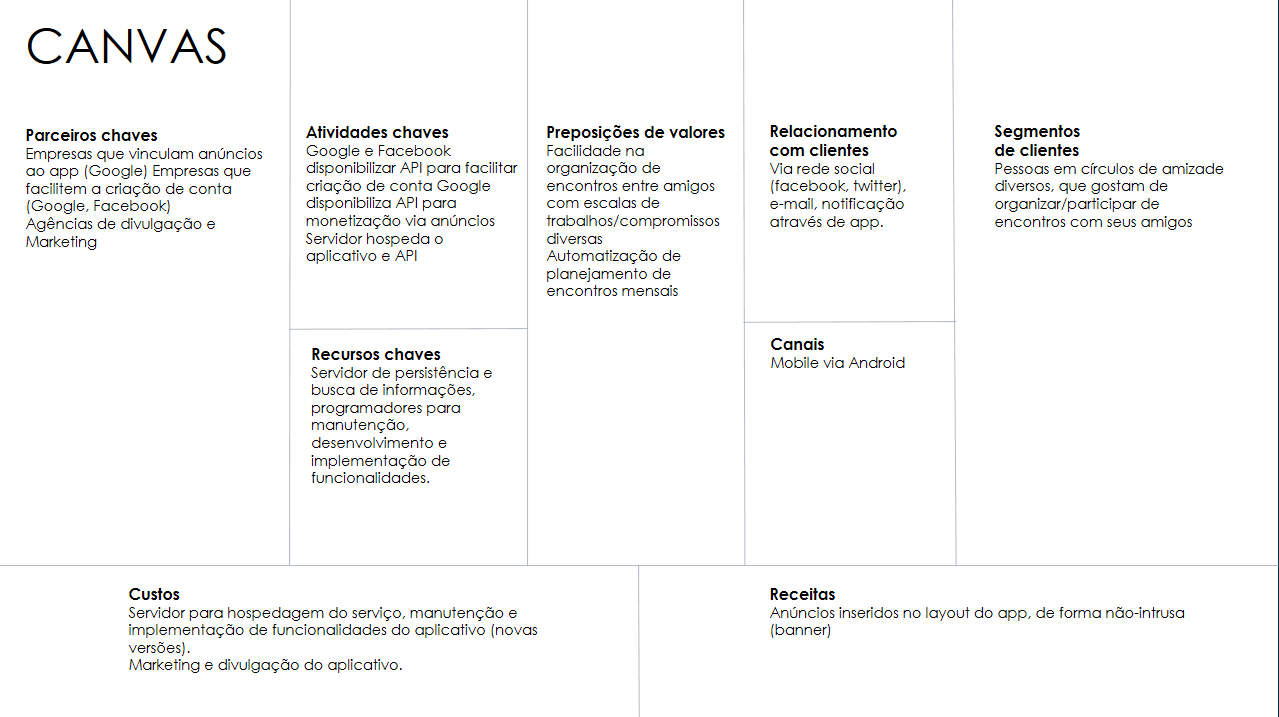 CANVAS
Parceiros chaves
Empresas que vinculam anúncios
ao app (Google) Empresas que
facilitem a criação de conta
(Google, Facebook)
Agências de divulgação e
Marketing
Atividades chaves
Google e Facebook
disponibilizar API para facilitar
criação de conta Google
disponibiliza API para
monetização via anúncios
Servidor hospeda o
aplicativo e API
Recursos chaves
Servidor de persistência e
busca de informações,
programadores para
manutenção,
desenvolvimento e
implementação de
funcionalidades.
Preposições de valores
Facilidade na
organização de
encontros entre amigos
com escalas de
trabalhos/compromissos
diversas
Automatização de
planejamento de
encontros mensais
Relacionamento
com clientes
Via rede social
(facebook, twitter),
e-mail, notificação
através de app.
Canais
Mobile via Android
Segmentos
de clientes
Pessoas em círculos de amizade
diversos, que gostam de
organizar/participar de
encontros com seus amigos
Custos
Servidor para hospedagem do serviço, manutenção e
implementação de funcionalidades do aplicativo (novas
versões).
Marketing e divulgação do aplicativo.
Receitas
Anúncios inseridos no layout do app, de forma não-intrusa
(banner)